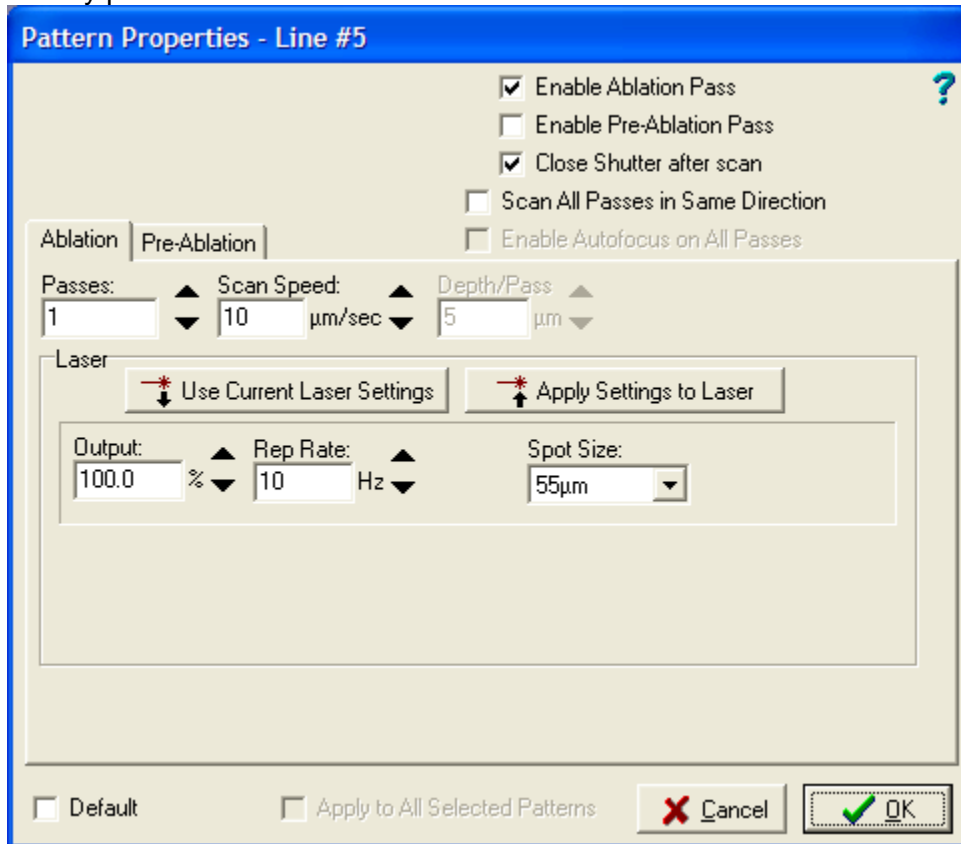 Pattern Properties - Line #5
Enable Ablation Pass
?
Enable Pre-Ablation Pass
Close Shutter after scan
Scan All Passes in Same Direction
Enable Autofocus on All Passes
Ablation Pre-Ablation
Passes: Scan Speed: Depth/Pass
1 10 µm/sec 5 µm
Laser
Use Current Laser Settings Apply Settings to Laser
Output: Rep Rate: Spot Size:
100.0 % 10 Hz 55µm
Default Apply to All Selected Patterns Cancel OK